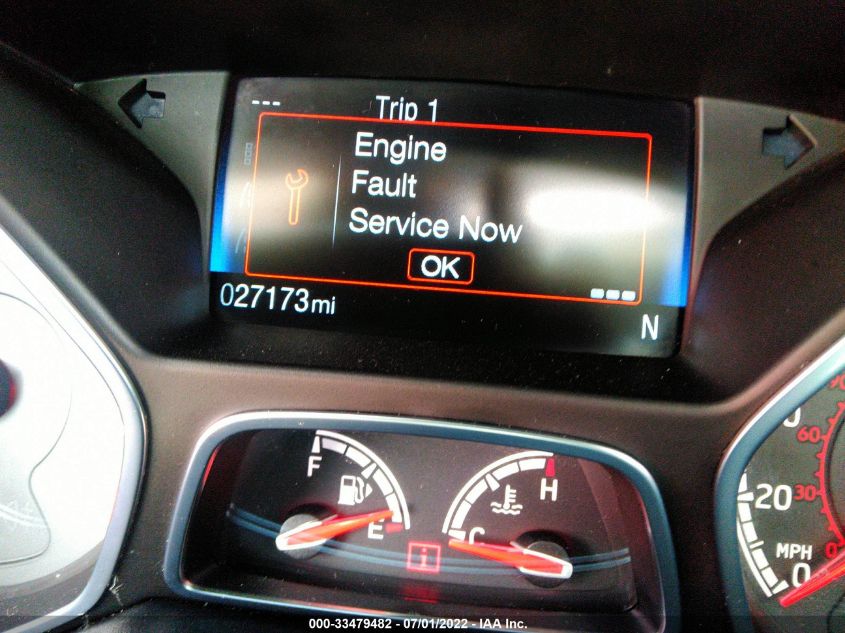 ---
Trip 1
Engine
Fault
Service Now
OK
027173mi
N
F
E
H
C
i
60
20
30
MPH
0
0
000-33479482 - 07/01/2022 - IAA Inc.